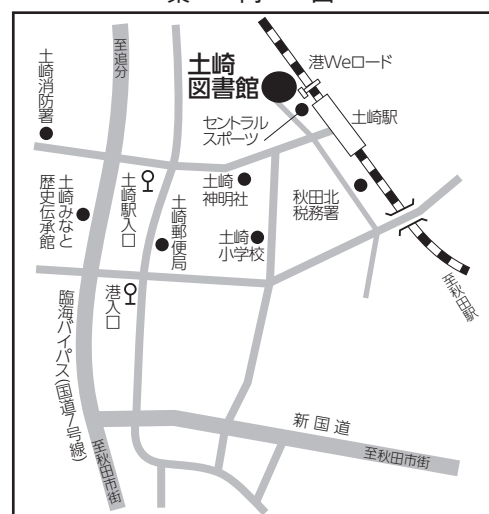 至追分
土崎消防署
土崎
図書館
港Weロード
土崎駅
セントラル
スポーツ
土崎みなと
歴史伝承館
土崎駅入口
土崎郵便局
土崎
神明社
秋田北
税務署
土崎
小学校
港入口
至秋田駅
臨海バイパス(国道7号線)
新国道
至秋田市街
至秋田市街